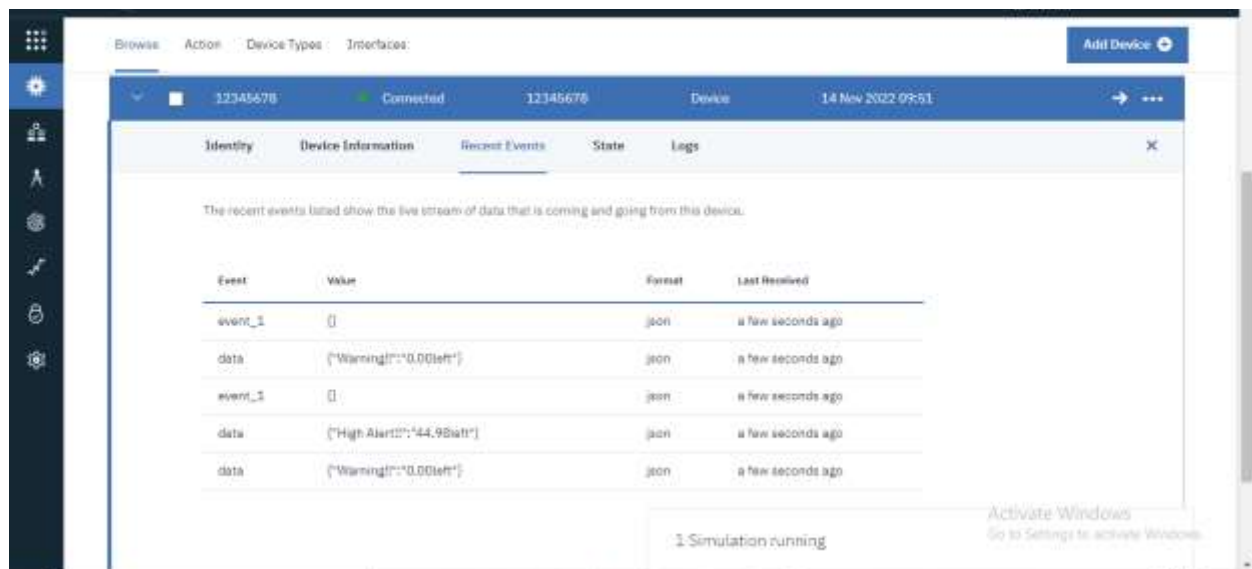 Browse Action Device Types Interfaces Add Device
12345678 Connected 12345678 Device 14 Nov 2022 09:51
Identity Device Information Recent Events State Logs
The recent events listed show the live stream of data that is coming and going from this device.
Event Value Format Last Received
event_1 {} json a few seconds ago
data {"Warning!!":"0.00left"} json a few seconds ago
event_1 {} json a few seconds ago
data {"High Alert!!!":"44.98left"} json a few seconds ago
data {"Warning!!":"0.00left"} json a few seconds ago
Activate Windows
Go to Settings to activate Windows.
1 Simulation running